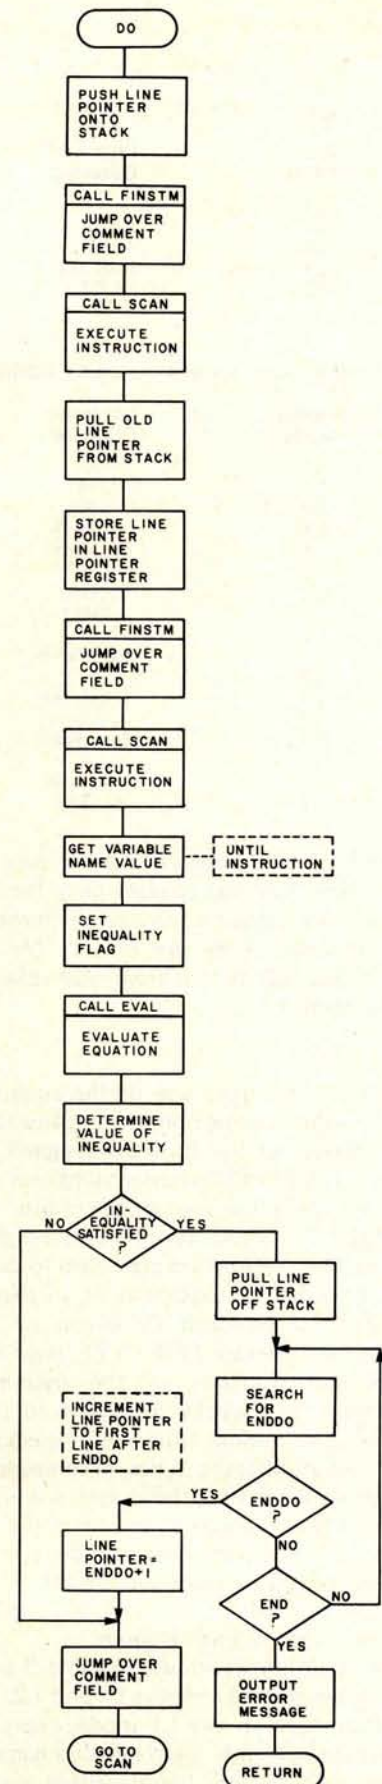 DO
PUSH LINE
POINTER
ONTO
STACK
CALL FINSTM
JUMP OVER
COMMENT
FIELD
CALL SCAN
EXECUTE
INSTRUCTION
PULL OLD
LINE
POINTER
FROM STACK
STORE LINE
POINTER
IN LINE
POINTER
REGISTER
CALL FINSTM
JUMP OVER
COMMENT
FIELD
CALL SCAN
EXECUTE
INSTRUCTION
GET VARIABLE
NAME VALUE
UNTIL
INSTRUCTION
SET
INEQUALITY
FLAG
CALL EVAL
EVALUATE
EQUATION
DETERMINE
VALUE OF
INEQUALITY
NO
IN-
EQUALITY
SATISFIED
?
YES
PULL LINE
POINTER
OFF STACK
SEARCH
FOR
ENDDO
INCREMENT
LINE POINTER
TO FIRST
LINE AFTER
ENDDO
YES
ENDDO
?
NO
LINE
POINTER=
ENDDO+1
END
?
NO
YES
JUMP OVER
COMMENT
FIELD
OUTPUT
ERROR
MESSAGE
GO TO
SCAN
RETURN